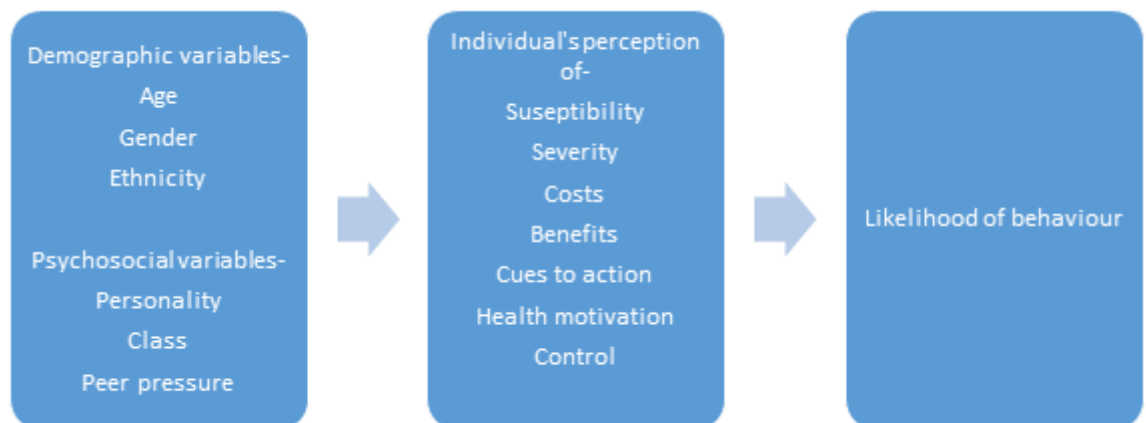 Demographic variables-
Age
Gender
Ethnicity
Psychosocial variables-
Personality
Class
Peer pressure
Individual's perception
of-
Suseptibility
Severity
Costs
Benefits
Cues to action
Health motivation
Control
Likelihood of behaviour